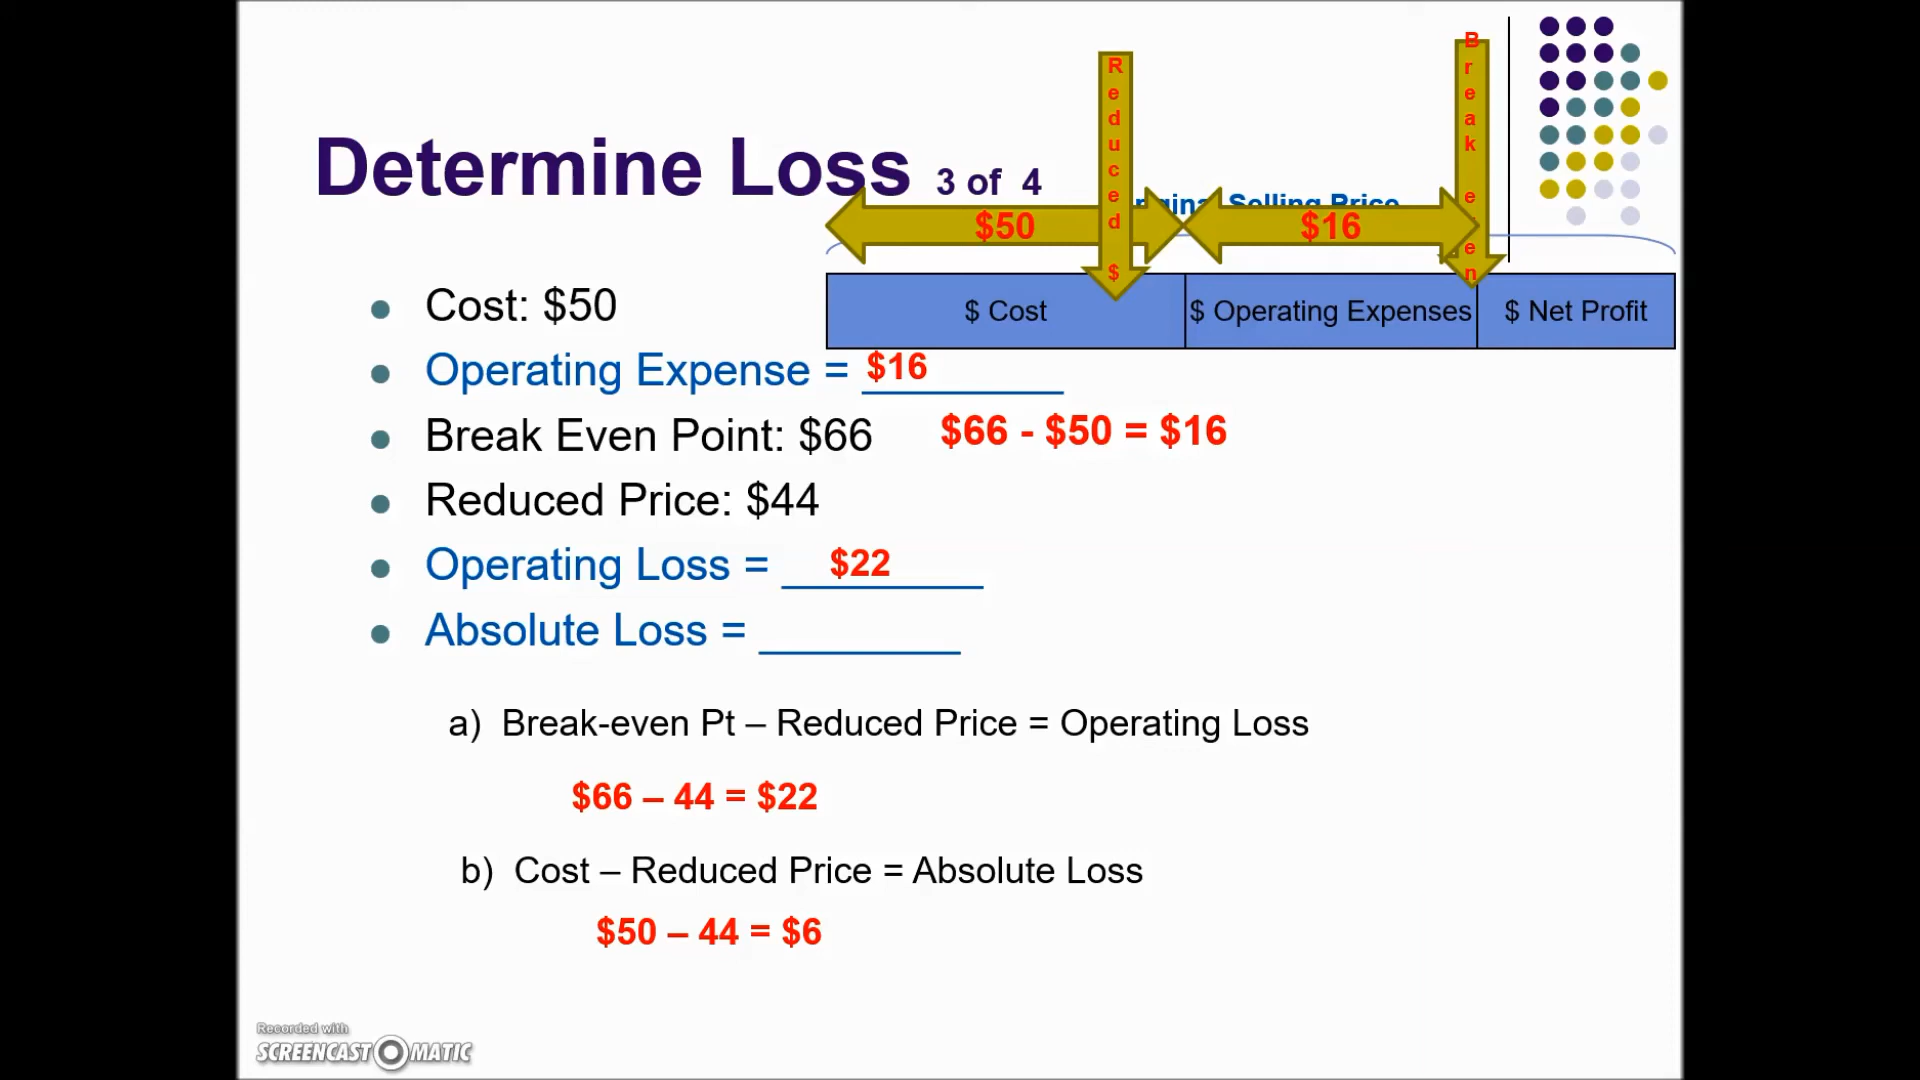 Determine Loss 3 of 4
Reduced $
Break even
Selling Price
$50
$16
$ Cost
$ Operating Expenses
$ Net Profit
Cost: $50
Operating Expense = $16
Break Even Point: $66
$66 - $50 = $16
Reduced Price: $44
Operating Loss = $22
Absolute Loss = __________
a) Break-even Pt – Reduced Price = Operating Loss
$66 – 44 = $22
b) Cost – Reduced Price = Absolute Loss
$50 – 44 = $6
Recorded with
SCREENCAST-O-MATIC